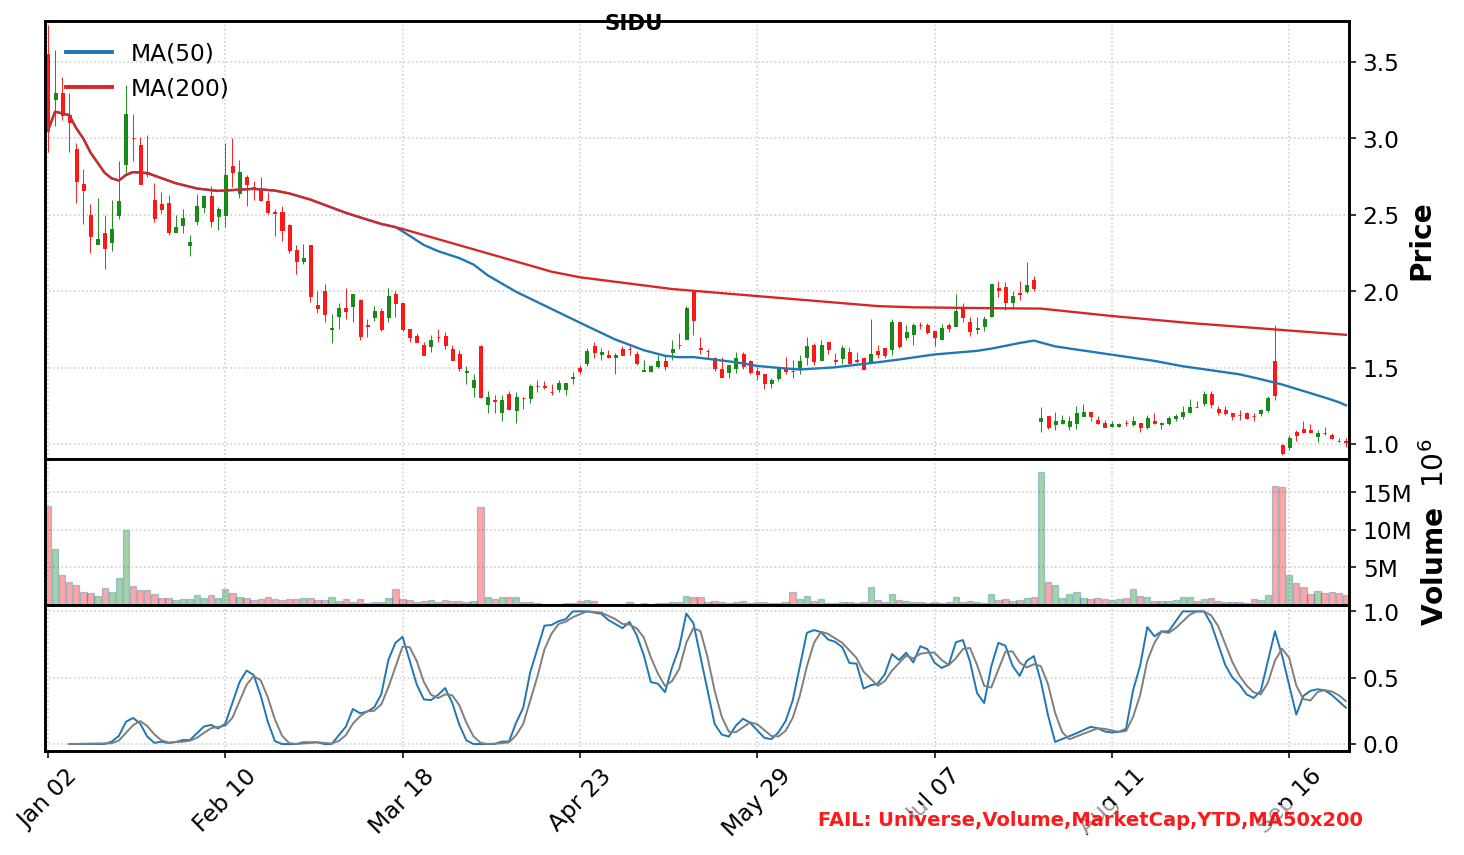 SIDU
MA(50)
MA(200)
3.5
3.0
2.5
2.0
1.5
1.0
Price
15M
10M
5M
Volume 10^6
1.0
0.5
0.0
Jan 02
Feb 10
Mar 18
Apr 23
May 29
Jul 07
Aug 11
Sep 16
FAIL: Universe,Volume,MarketCap,YTD,MA50x200